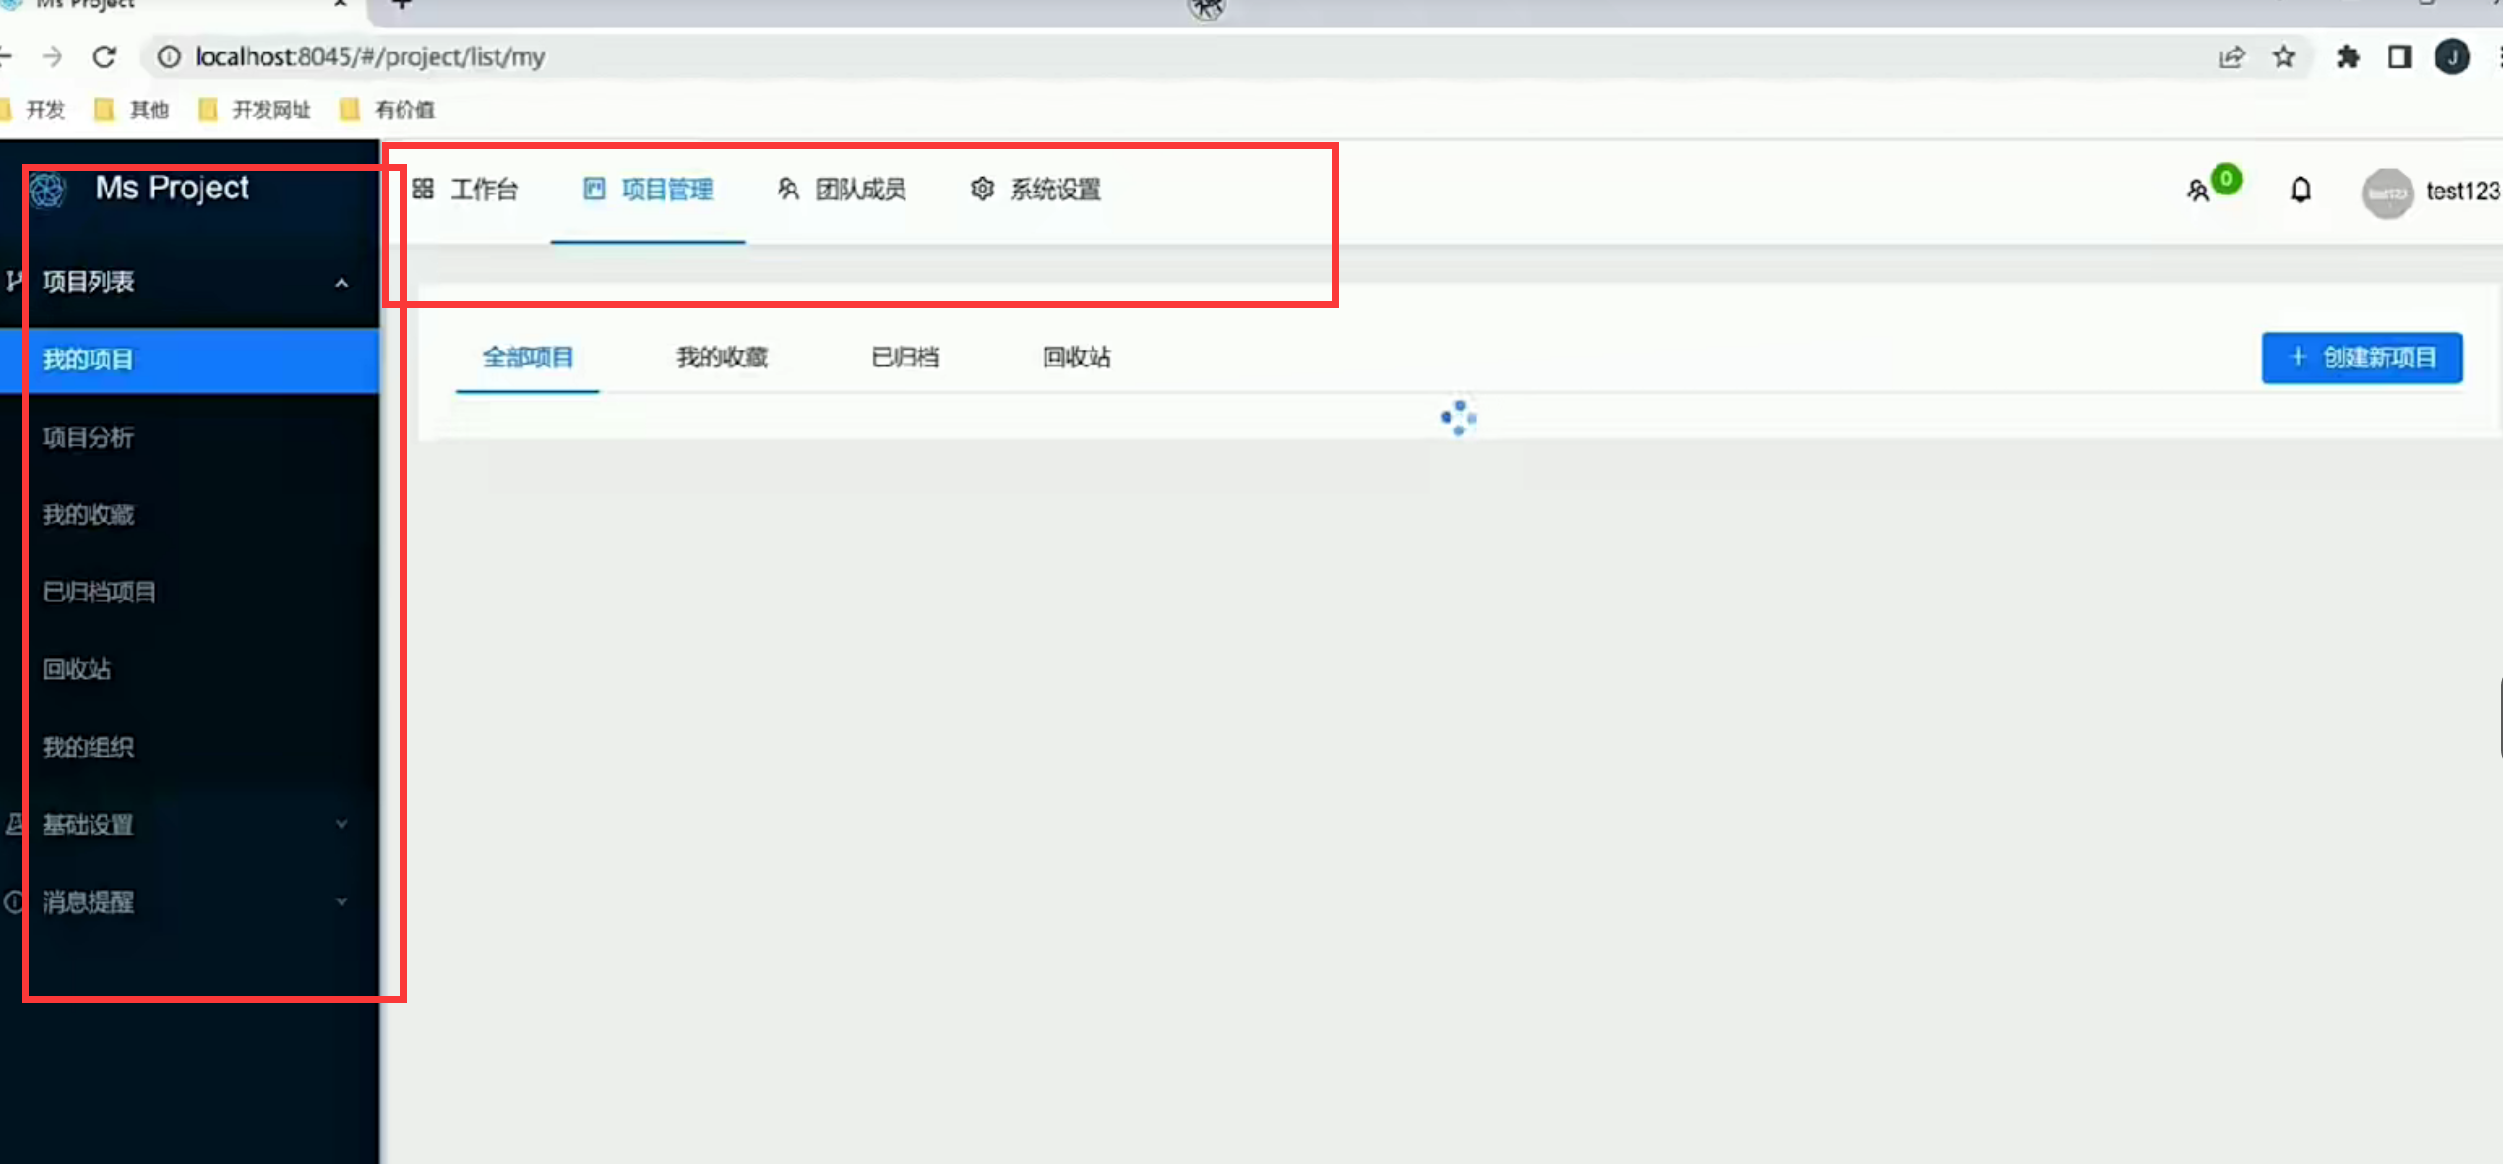 Ms Project
localhost:8045/#/project/list/my
J
开发 其他 开发网址 有价值
Ms Project
工作台 项目管理 团队成员 系统设置
0
test123
项目列表
我的项目
项目分析
我的收藏
已归档项目
回收站
我的组织
基础设置
消息提醒
全部项目 我的收藏 已归档 回收站
+ 创建新项目